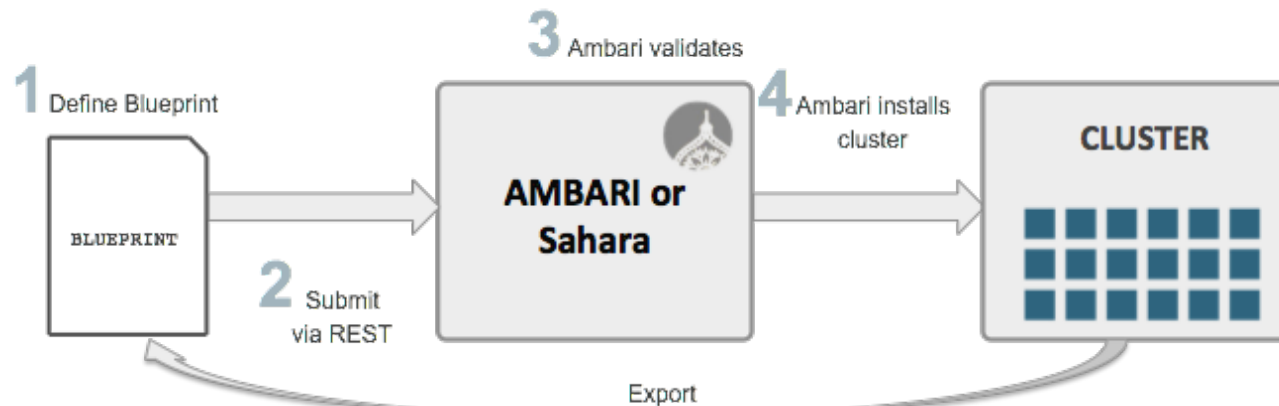 1 Define Blueprint
BLUEPRINT
2 Submit
via REST
3 Ambari validates
AMBARI or
Sahara
4 Ambari installs
cluster
CLUSTER
Export